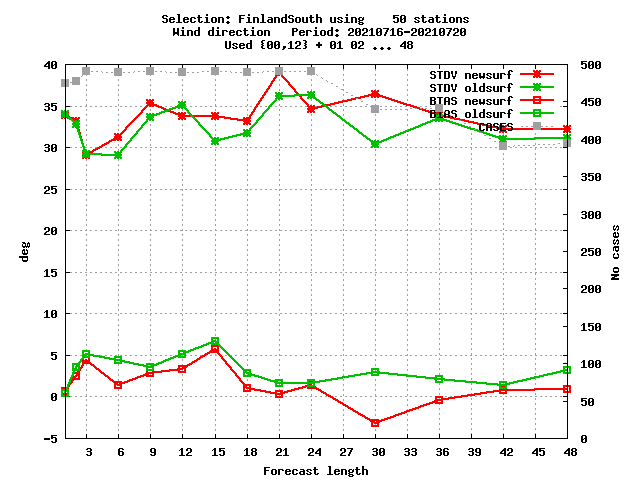 Selection: FinlandSouth using    50 stations
Wind direction   Period: 20210716-20210720
Used {00,12} + 01 02 ... 48
STDV newsurf
STDV oldsurf
BIAS newsurf
BIAS oldsurf
CASES
40
35
30
25
20
15
10
5
0
-5
deg
500
450
400
350
300
250
200
150
100
50
0
No cases
3 6 9 12 15 18 21 24 27 30 33 36 39 42 45 48
Forecast length